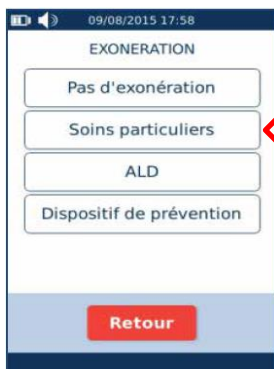 09/08/2015 17:58
EXONERATION
Pas d'exonération
Soins particuliers
ALD
Dispositif de prévention
Retour